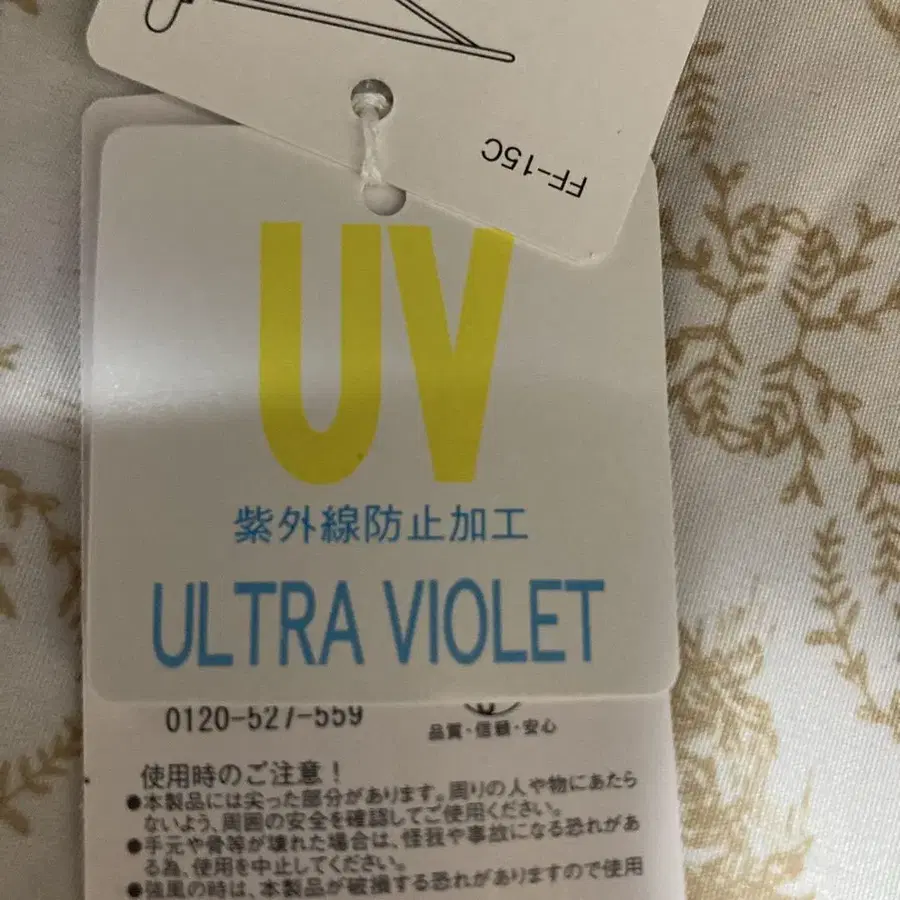 FF-15C
UV
紫外線防止加工
ULTRA VIOLET
0120-527-559
品質・信頼・安心
使用時のご注意！
●本製品には尖った部分があります。周りの人や物にあたら
ないよう、周囲の安全を確認してご使用ください。
●手元や骨等が壊れた場合は、怪我や事故になる恐れがあ
る為、使用を中止してください。
●強風の時は、本製品が破損する恐れがありますので使用